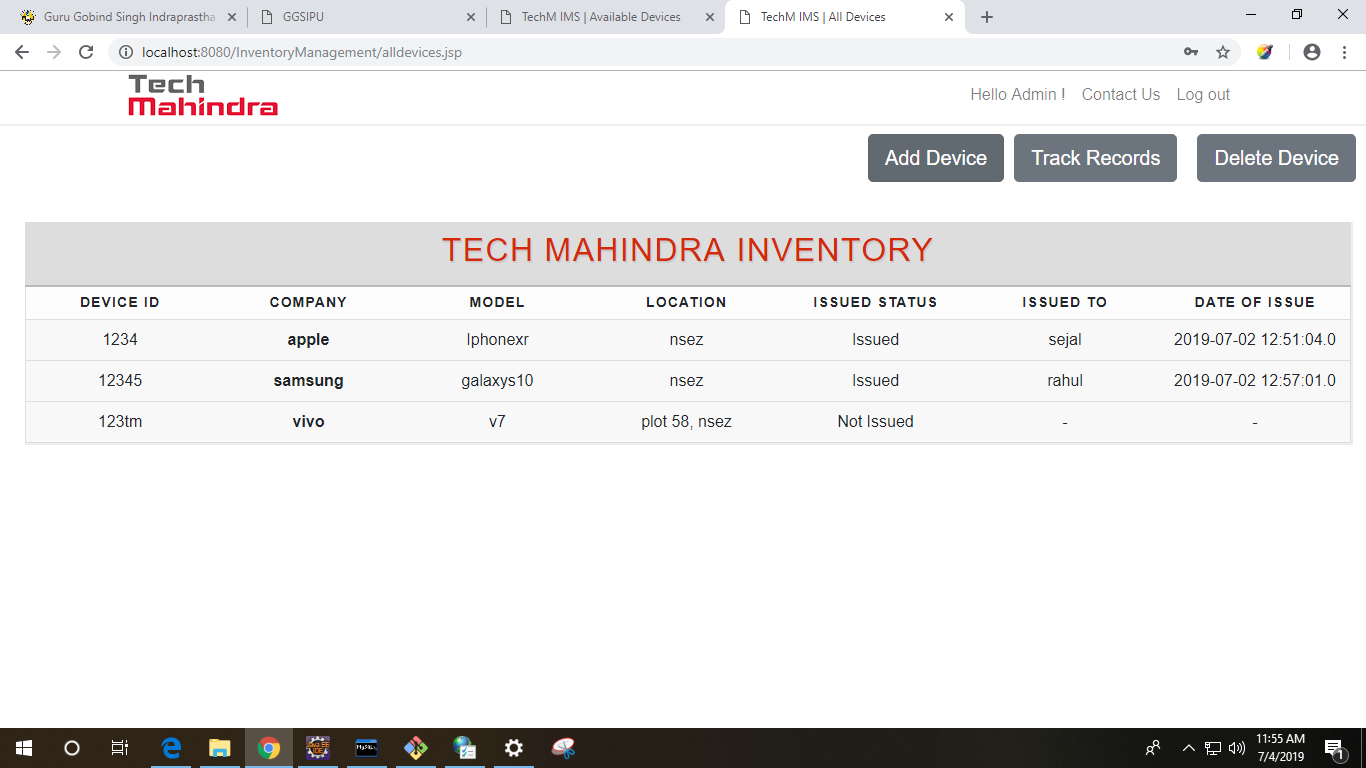 Guru Gobind Singh Indraprastha
GGSIPU
TechM IMS | Available Devices
TechM IMS | All Devices
localhost:8080/InventoryManagement/alldevices.jsp
Tech
Mahindra
Hello Admin ! Contact Us Log out
Add Device Track Records Delete Device
TECH MAHINDRA INVENTORY
DEVICE ID COMPANY MODEL LOCATION ISSUED STATUS ISSUED TO DATE OF ISSUE
1234 apple Iphonexr nsez Issued sejal 2019-07-02 12:51:04.0
12345 samsung galaxys10 nsez Issued rahul 2019-07-02 12:57:01.0
123tm vivo v7 plot 58, nsez Not Issued - -
11:55 AM
7/4/2019
1